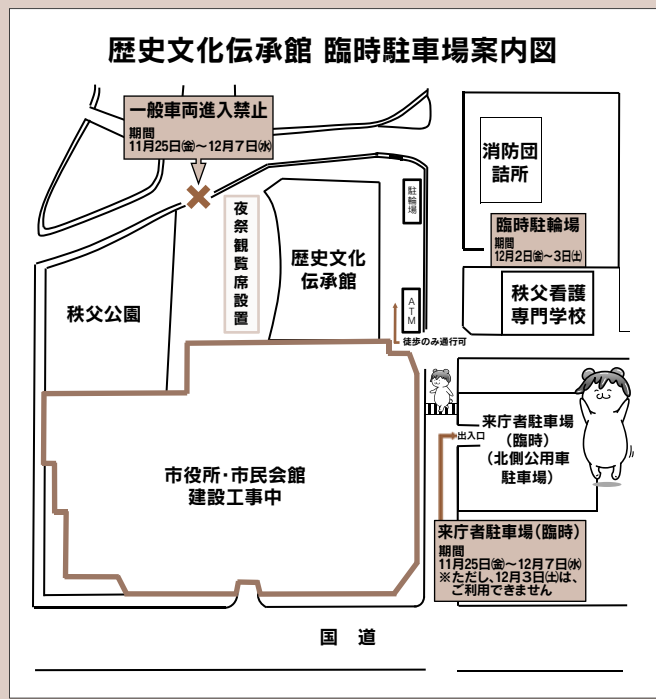 歴史文化伝承館 臨時駐車場案内図
一般車両進入禁止
期間
11月25日㈮～12月7日㈬
消防団
詰所
駐輪場
夜祭観覧席設置
歴史文化
伝承館
臨時駐輪場
期間
12月2日㈮～3日㈯
秩父公園
ATM
秩父看護
専門学校
徒歩のみ通行可
来庁者駐車場
（臨時）
（北側公用車
駐車場）
出入口
市役所・市民会館
建設工事中
来庁者駐車場（臨時）
期間
11月25日㈮～12月7日㈬
※ただし、12月3日㈯は、
ご利用できません
国 道